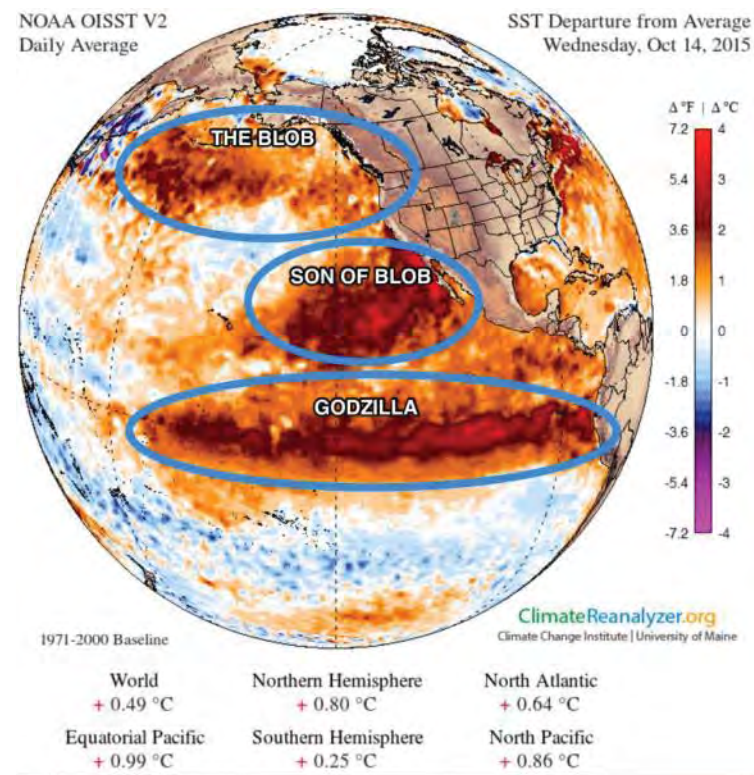 NOAA OISST V2
Daily Average
SST Departure from Average
Wednesday, Oct 14, 2015
Δ °F | Δ °C
7.2 4
5.4 3
3.6 2
1.8 1
0 0
-1.8 -1
-3.6 -2
-5.4 -3
-7.2 -4
THE BLOB
SON OF BLOB
GODZILLA
ClimateReanalyzer.org
Climate Change Institute | University of Maine
1971-2000 Baseline
World
+ 0.49 °C
Northern Hemisphere
+ 0.80 °C
North Atlantic
+ 0.64 °C
Equatorial Pacific
+ 0.99 °C
Southern Hemisphere
+ 0.25 °C
North Pacific
+ 0.86 °C